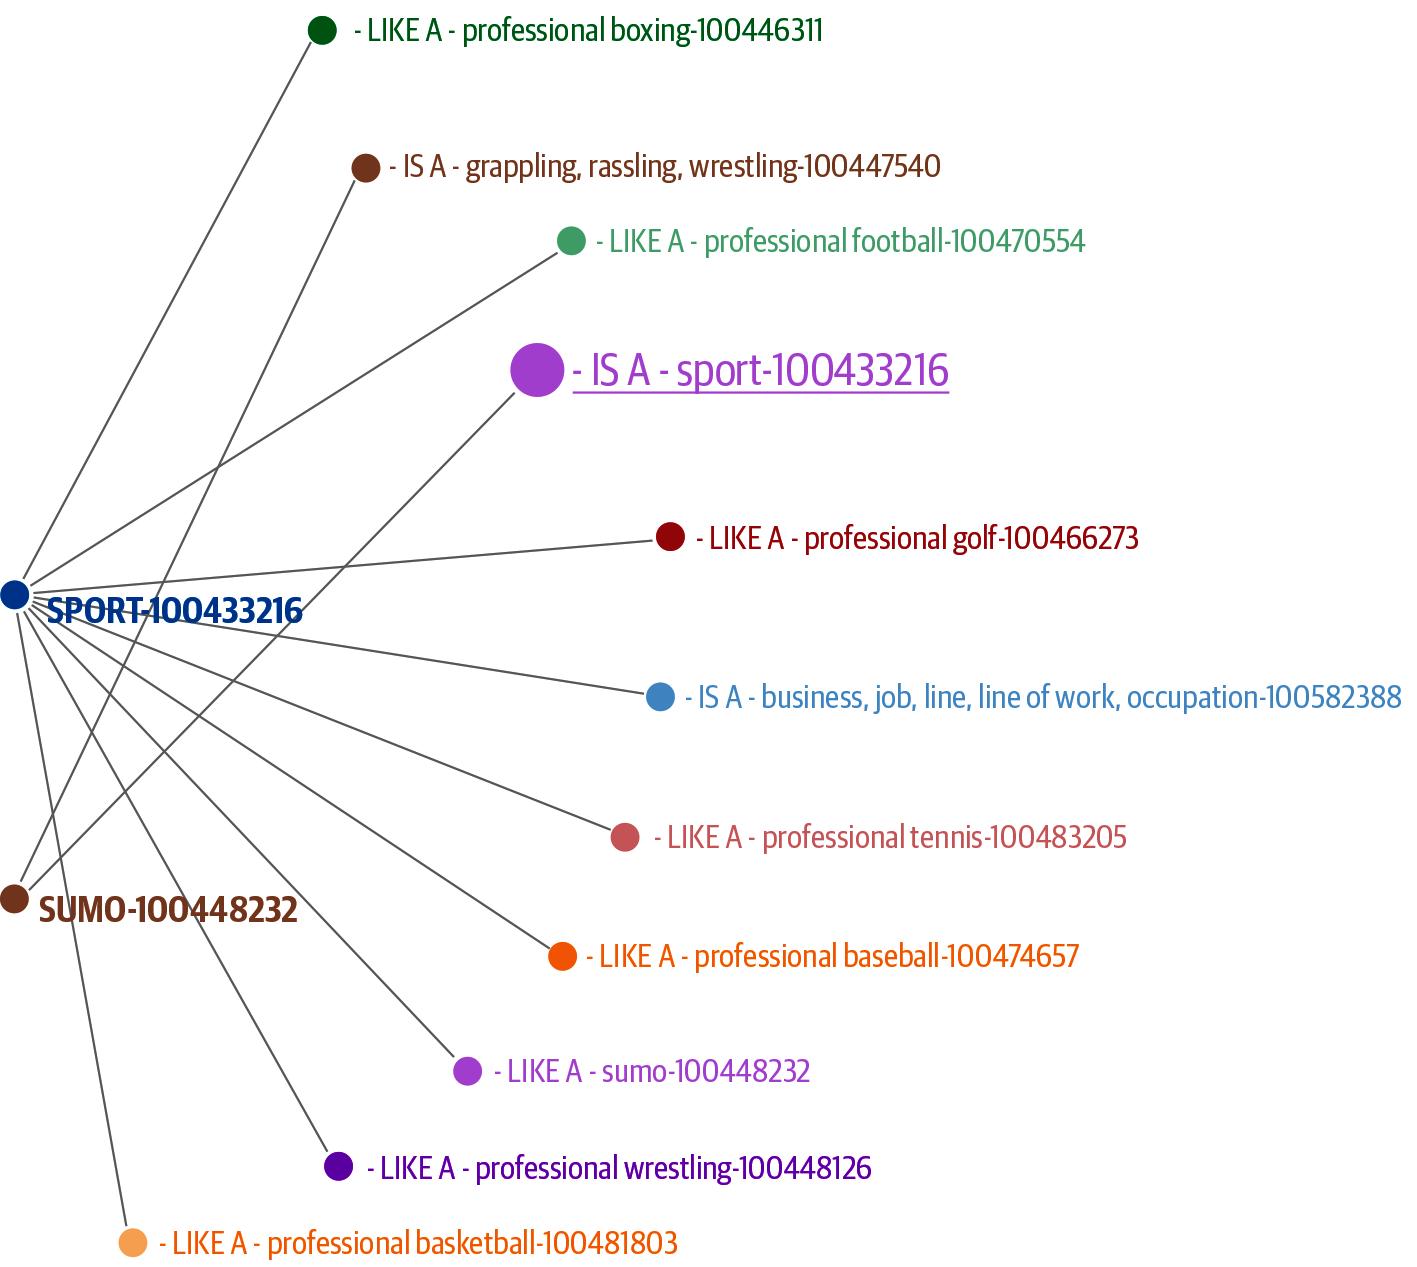 - LIKE A - professional boxing-100446311
- IS A - grappling, rassling, wrestling-100447540
- LIKE A - professional football-100470554
- IS A - sport-100433216
- LIKE A - professional golf-100466273
SPORT-100433216
- IS A - business, job, line, line of work, occupation-100582388
- LIKE A - professional tennis-100483205
SUMO-100448232
- LIKE A - professional baseball-100474657
- LIKE A - sumo-100448232
- LIKE A - professional wrestling-100448126
- LIKE A - professional basketball-100481803